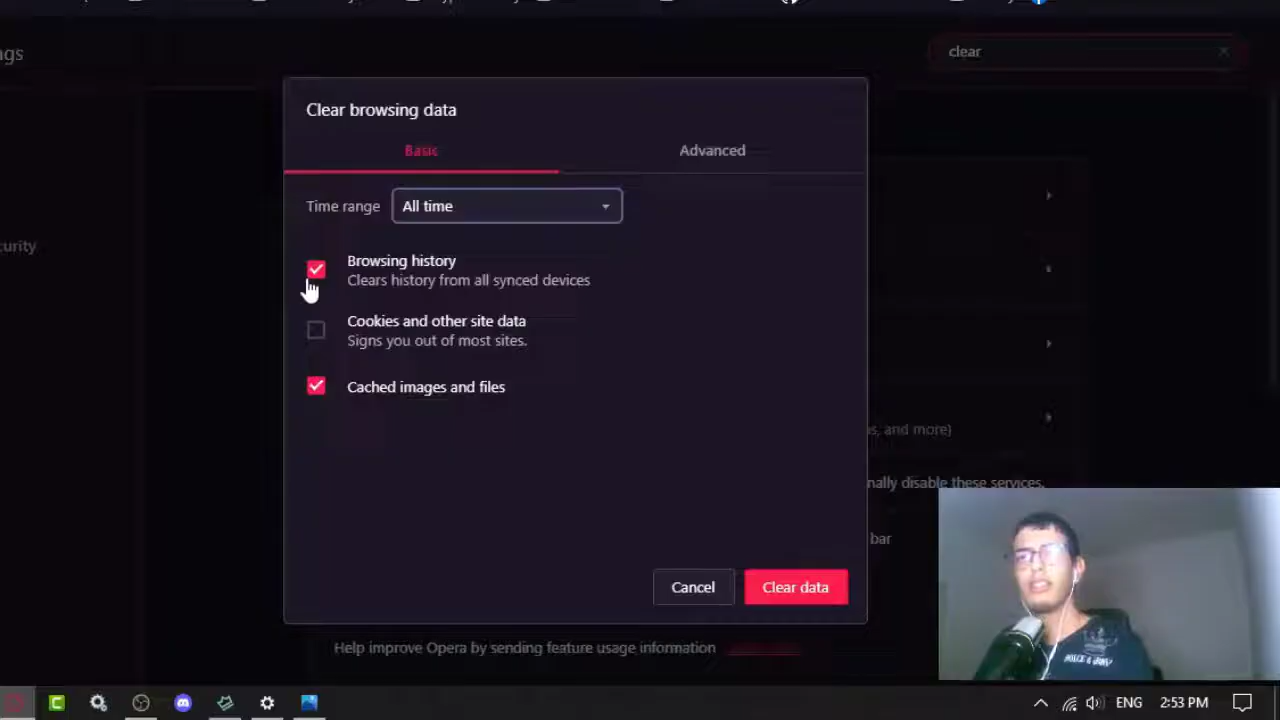 ngs
clear
Clear browsing data
Basic
Advanced
Time range
All time
curity
Browsing history
Clears history from all synced devices
Cookies and other site data
Signs you out of most sites.
Cached images and files
s, and more)
nally disable these services.
bar
Cancel
Clear data
Help improve Opera by sending feature usage information
ENG
2:53 PM